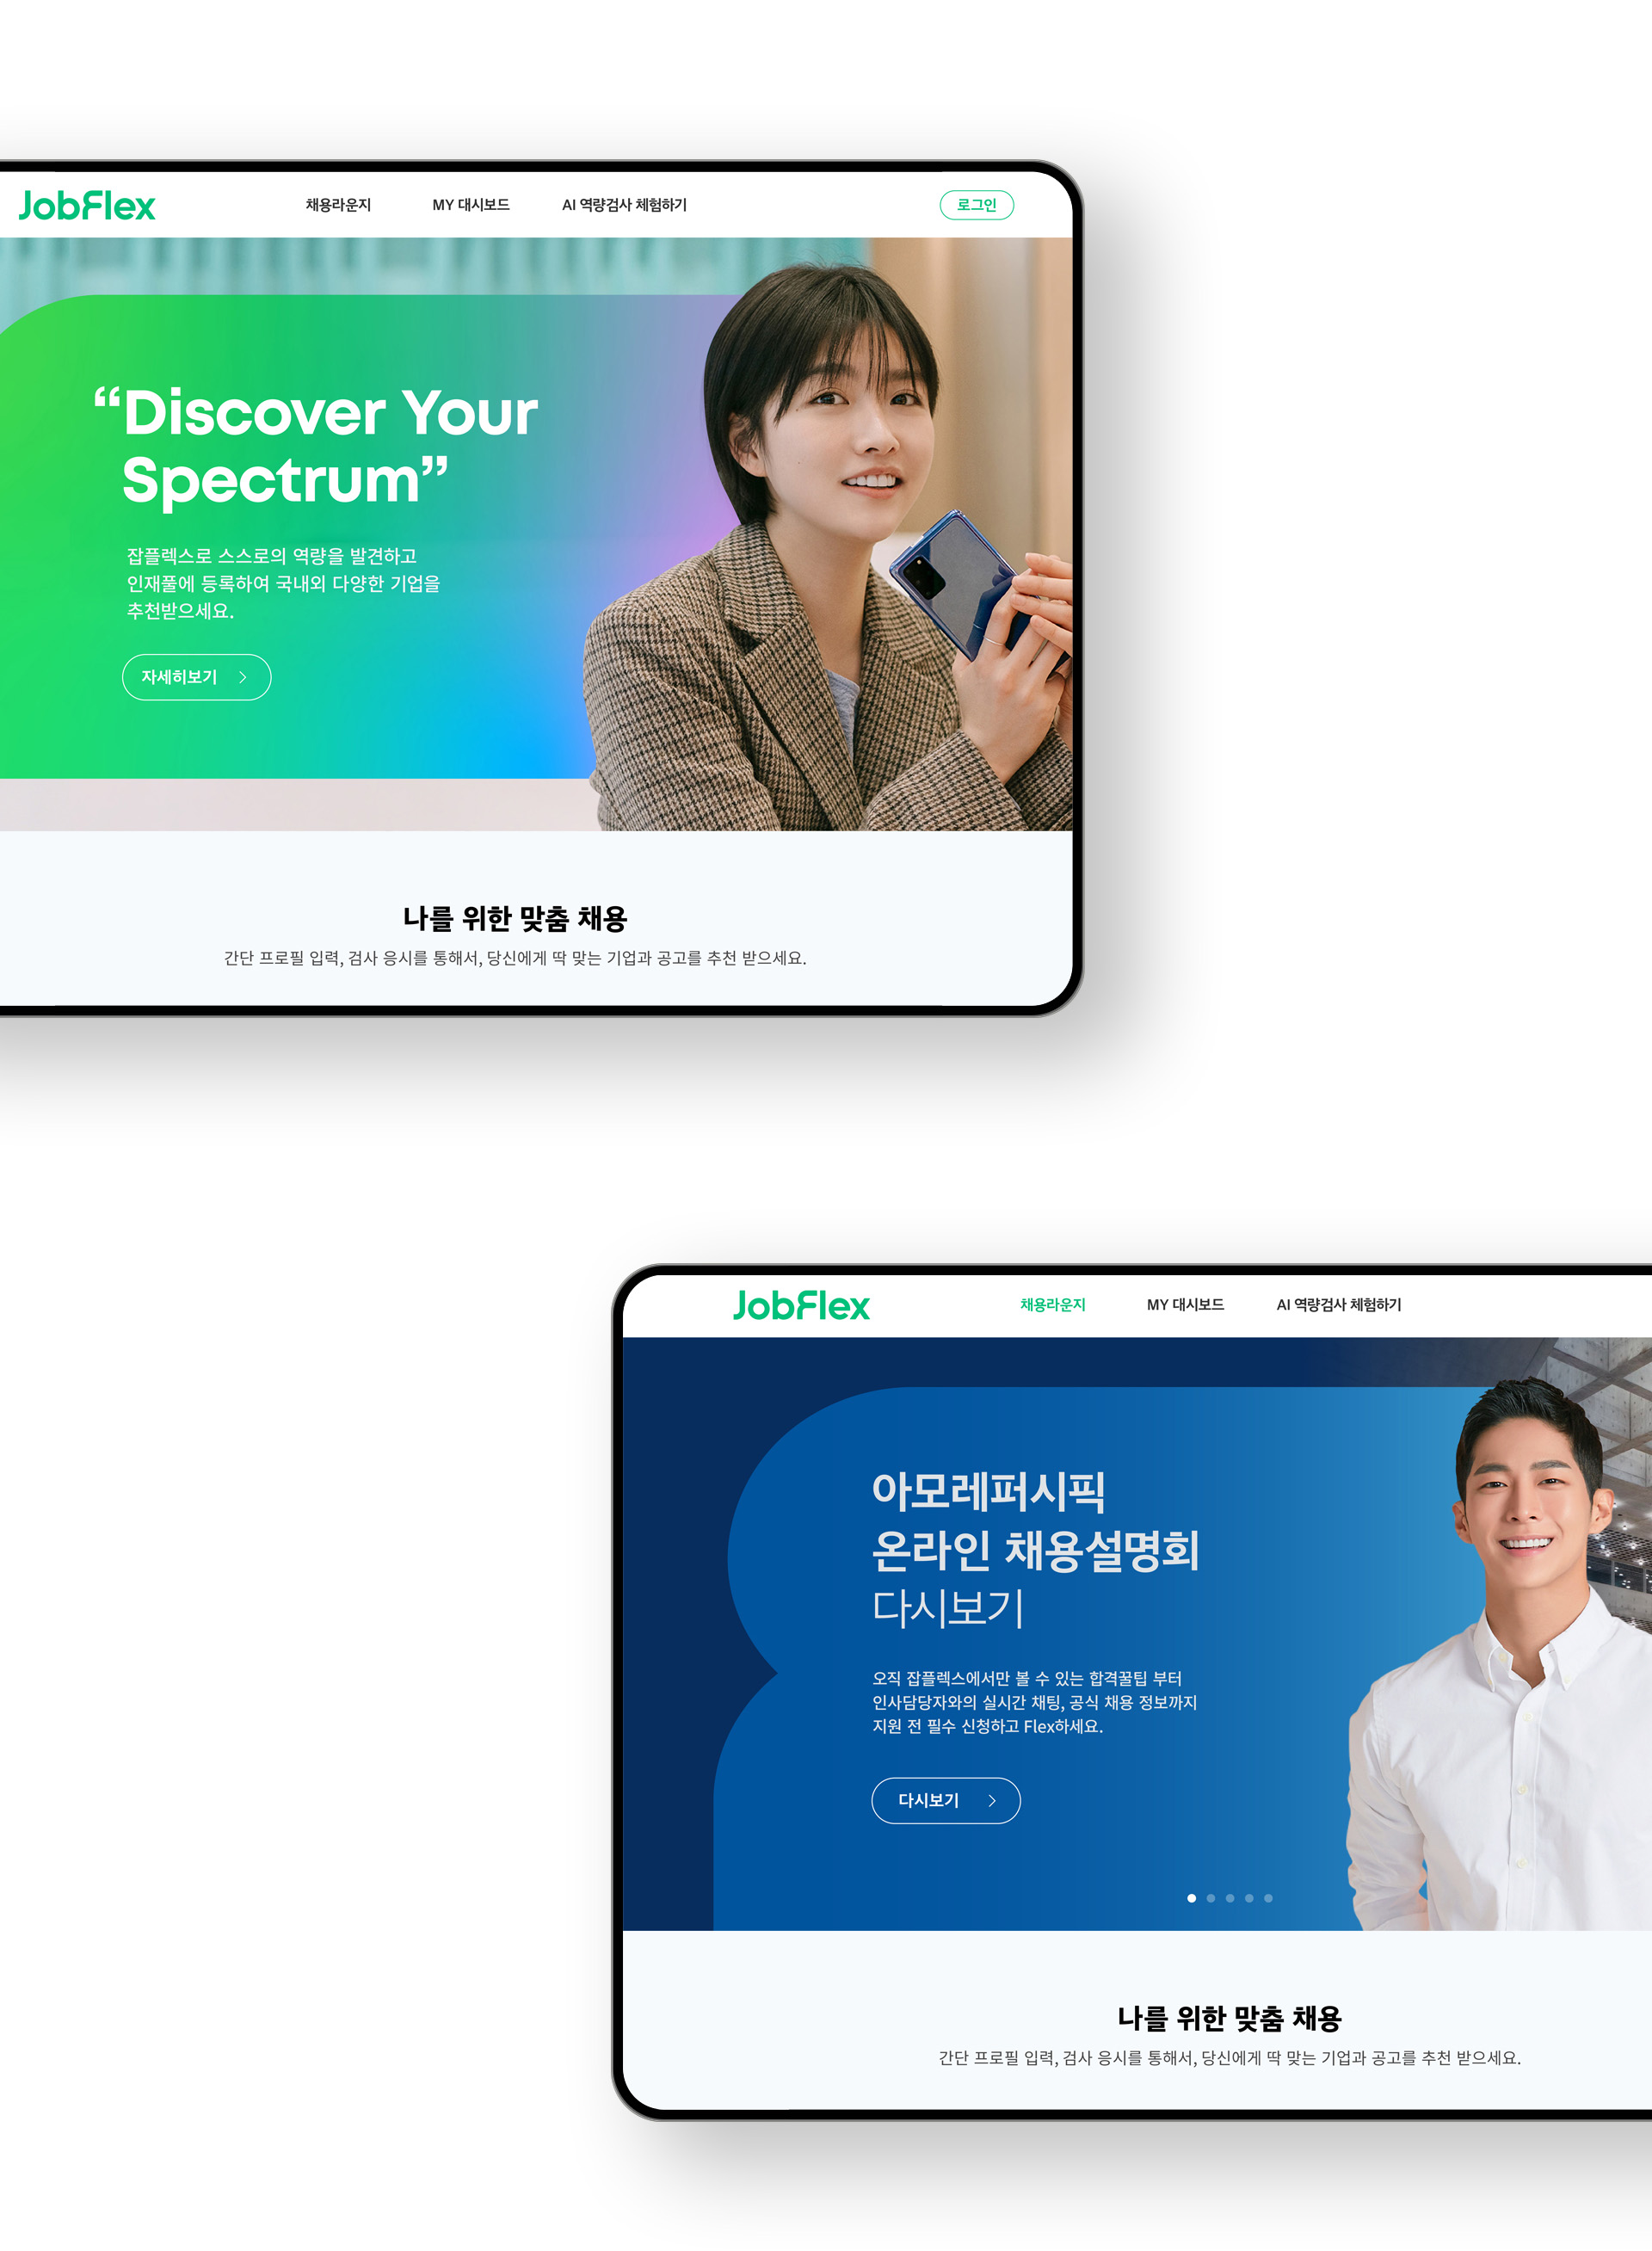 JobFlex
채용라운지 MY 대시보드 AI 역량검사 체험하기 로그인
“Discover Your
Spectrum”
잡플렉스로 스스로의 역량을 발견하고
인재풀에 등록하여 국내외 다양한 기업을
추천받으세요.
자세히보기
나를 위한 맞춤 채용
간단 프로필 입력, 검사 응시를 통해서, 당신에게 딱 맞는 기업과 공고를 추천 받으세요.
JobFlex
채용라운지 MY 대시보드 AI 역량검사 체험하기
아모레퍼시픽
온라인 채용설명회
다시보기
오직 잡플렉스에서만 볼 수 있는 합격꿀팁 부터
인사담당자와의 실시간 채팅, 공식 채용 정보까지
지원 전 필수 신청하고 Flex하세요.
다시보기
나를 위한 맞춤 채용
간단 프로필 입력, 검사 응시를 통해서, 당신에게 딱 맞는 기업과 공고를 추천 받으세요.